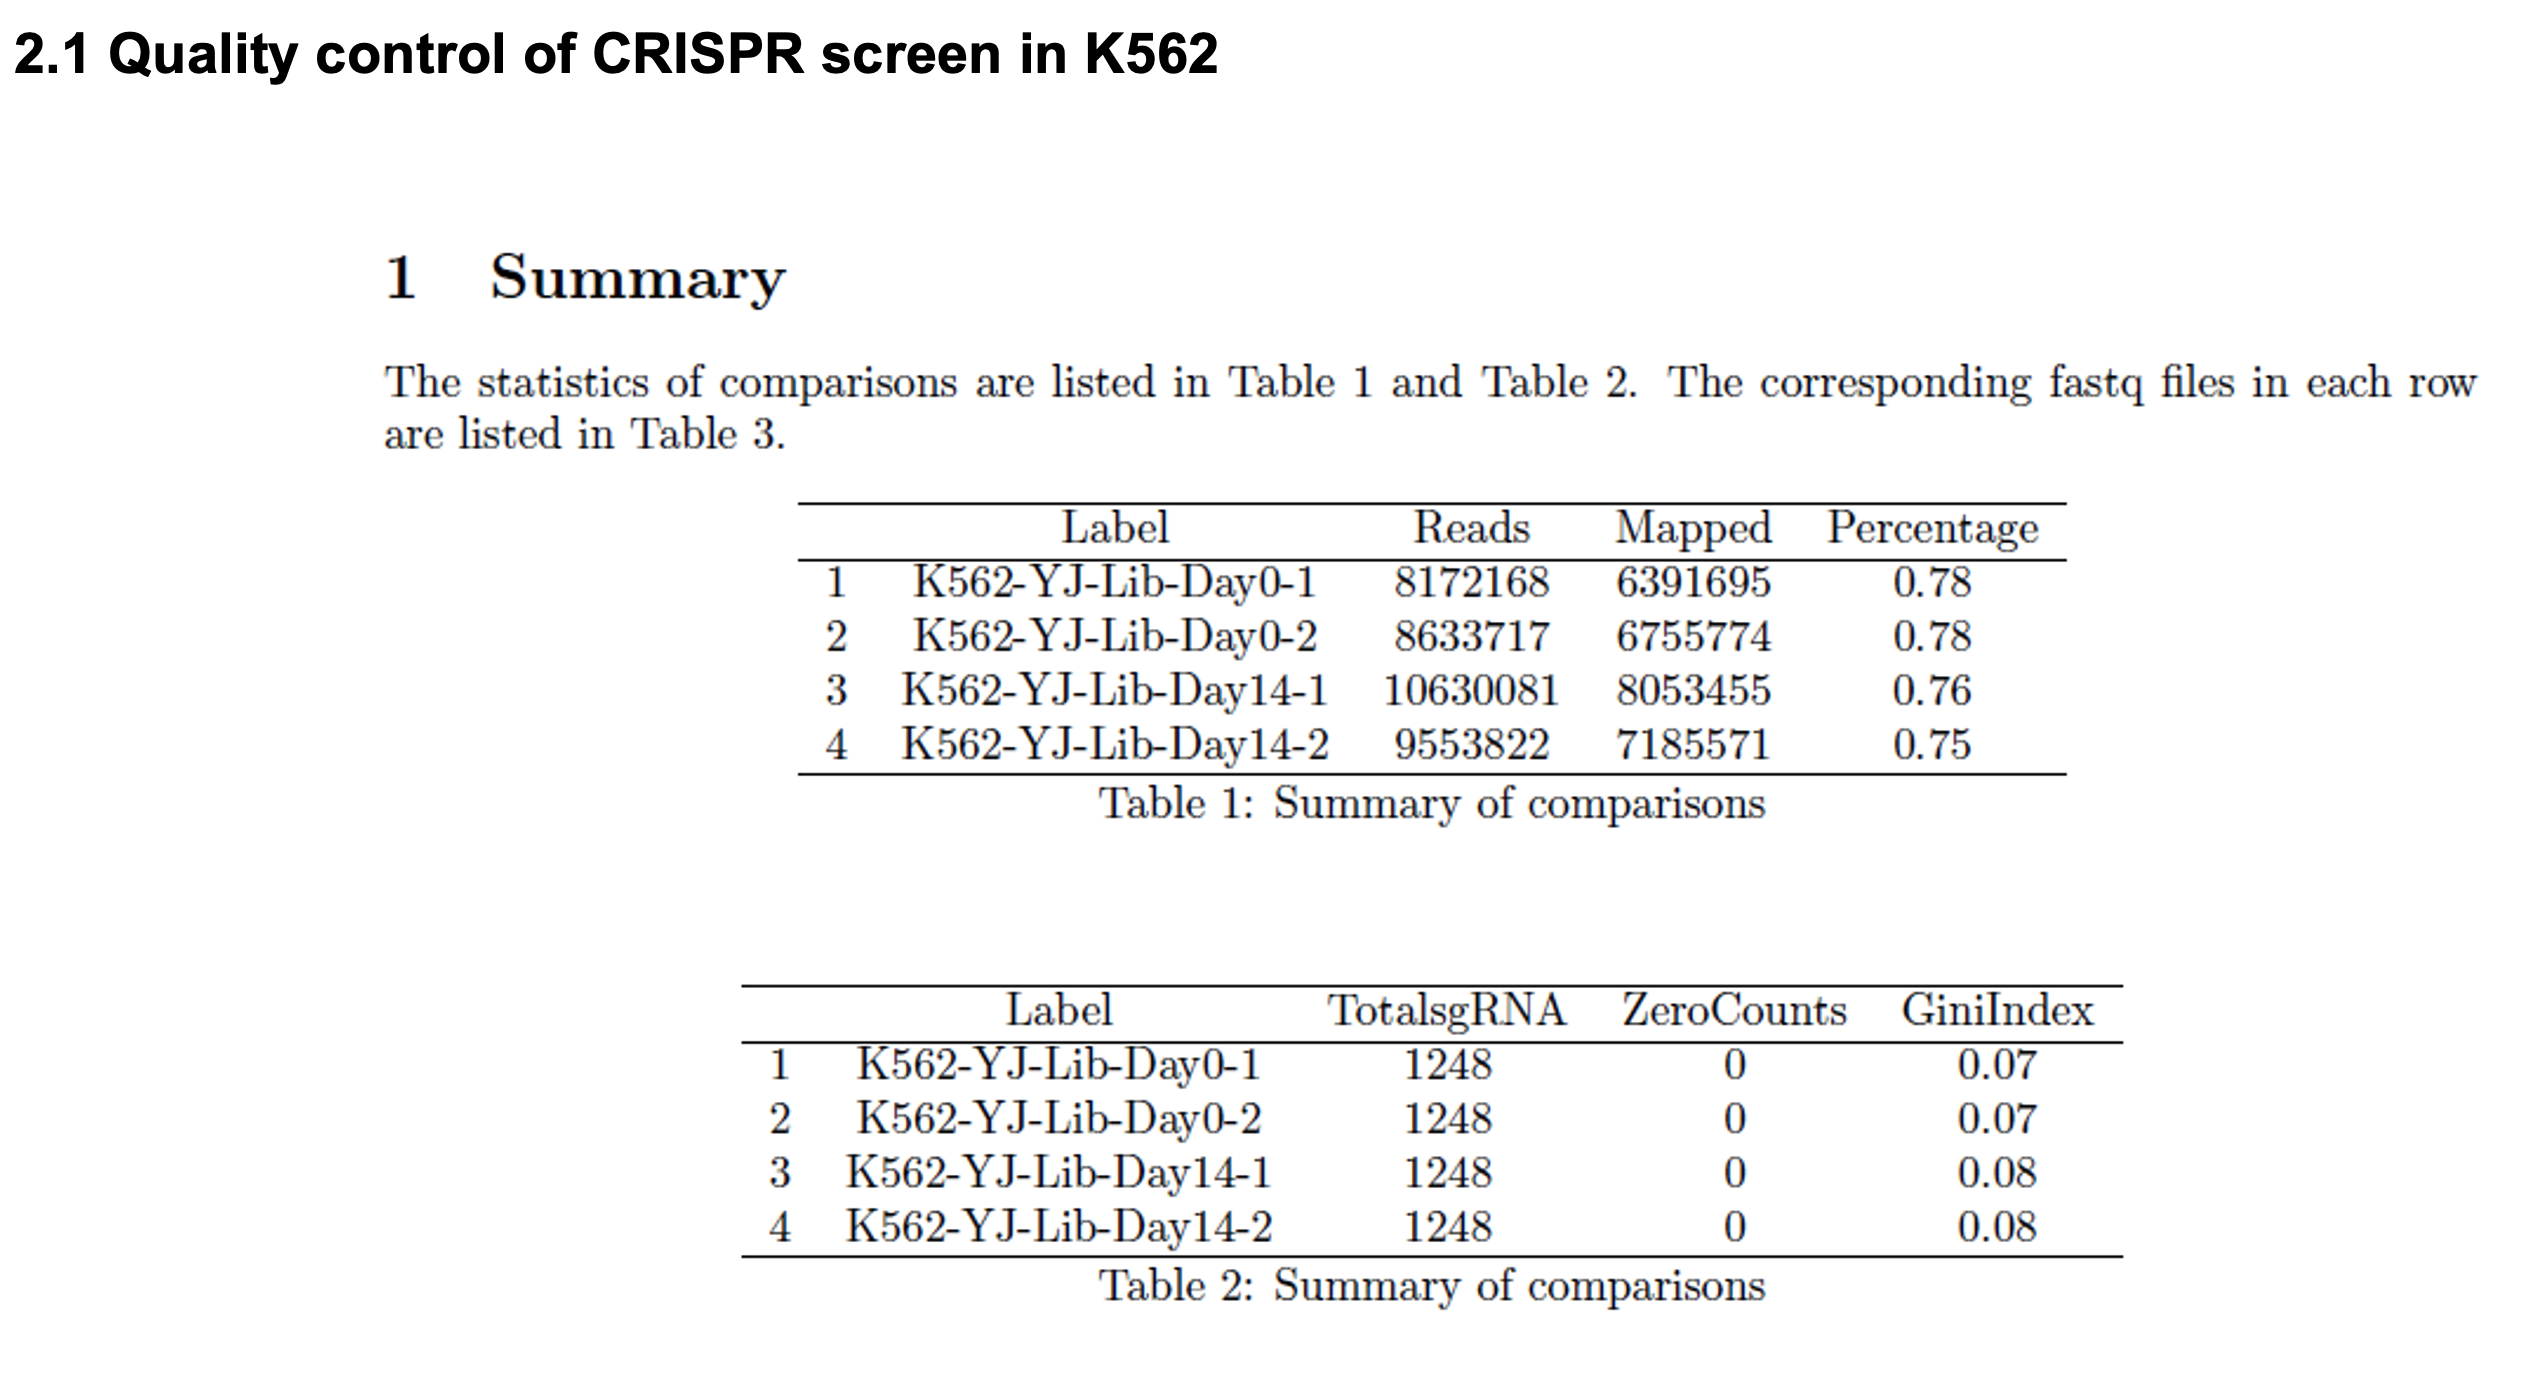 2.1 Quality control of CRISPR screen in K562
1 Summary
The statistics of comparisons are listed in Table 1 and Table 2. The corresponding fastq files in each row
are listed in Table 3.
Label Reads Mapped Percentage
1 K562-YJ-Lib-Day0-1 8172168 6391695 0.78
2 K562-YJ-Lib-Day0-2 8633717 6755774 0.78
3 K562-YJ-Lib-Day14-1 10630081 8053455 0.76
4 K562-YJ-Lib-Day14-2 9553822 7185571 0.75
Table 1: Summary of comparisons
Label TotalsgRNA ZeroCounts GiniIndex
1 K562-YJ-Lib-Day0-1 1248 0 0.07
2 K562-YJ-Lib-Day0-2 1248 0 0.07
3 K562-YJ-Lib-Day14-1 1248 0 0.08
4 K562-YJ-Lib-Day14-2 1248 0 0.08
Table 2: Summary of comparisons